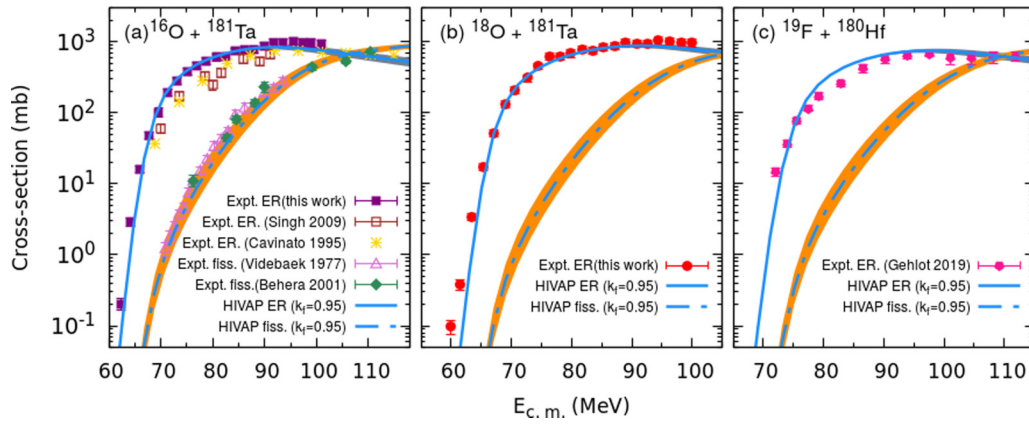 (a) ¹⁶O + ¹⁸¹Ta
(b) ¹⁸O + ¹⁸¹Ta
(c) ¹⁹F + ¹⁸⁰Hf
Cross-section (mb)
10³
10²
10¹
10⁰
10⁻¹
Expt. ER(this work)
Expt. ER. (Singh 2009)
Expt. ER. (Cavinato 1995)
Expt. fiss. (Videbaek 1977)
Expt. fiss.(Behera 2001)
HIVAP ER (k_f=0.95)
HIVAP fiss. (k_f=0.95)
Expt. ER(this work)
HIVAP ER (k_f=0.95)
HIVAP fiss. (k_f=0.95)
Expt. ER. (Gehlot 2019)
HIVAP ER (k_f=0.95)
HIVAP fiss. (k_f=0.95)
60 70 80 90 100 110
60 70 80 90 100
70 80 90 100 110
E_c. m. (MeV)